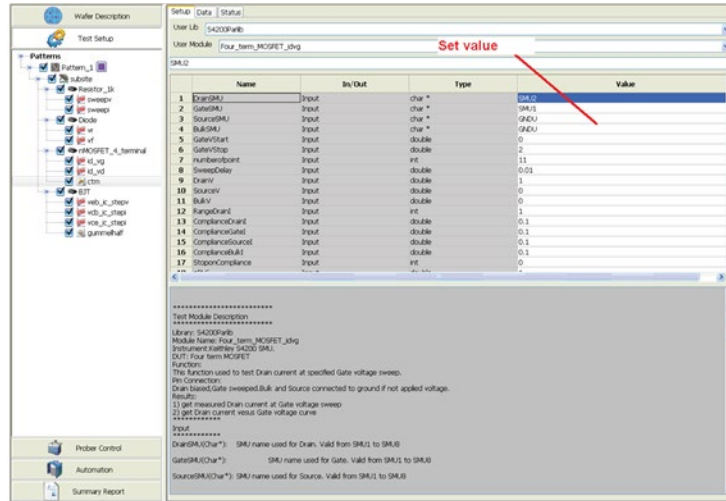 Wafer Description
Test Setup
Patterns
Pattern_1
subsite
Resistor_1k
sweepv
sweepi
Diode
vr
vf
nMOSFET_4_terminal
id_vg
id_vd
ctm
BJT
veb_ic_stepv
vcb_ic_stepi
vce_ic_stepi
gummelhalf
Prober Control
Automation
Summary Report
Setup Data Status
User Lib S4200Parlib
User Module Four_term_MOSFET_idvg
Set value
SMU2
Name In/Out Type Value
1 DrainSMU Input char * SMU2
2 GateSMU Input char * SMU1
3 SourceSMU Input char * GNDU
4 BulkSMU Input char * GNDU
5 GateVStart Input double 0
6 GateVStop Input double 2
7 numberofpoint Input int 11
8 SweepDelay Input double 0.01
9 DrainV Input double 1
10 SourceV Input double 0
11 BulkV Input double 0
12 RangeDrainI Input int 1
13 ComplianceDrainI Input double 0.1
14 ComplianceGateI Input double 0.1
15 ComplianceSourceI Input double 0.1
16 ComplianceBulkI Input double 0.1
17 StoponCompliance Input int 0
************************
Test Module Description
************************
Library: S4200Parlib
Module Name: Four_term_MOSFET_idvg
Instrument:Keithley S4200 SMU.
DUT: Four term MOSFET
Function:
This function used to test Drain current at specified Gate voltage sweep.
Pin Connection:
Drain biased,Gate sweeped.Bulk and Source connected to ground if not applied voltage.
Results:
1) get measured Drain current at Gate voltage sweep
2) get Drain current vesus Gate voltage curve
************
Input
************
DrainSMU(Char*): SMU name used for Drain. Valid from SMU1 to SMU8
GateSMU(Char*): SMU name used for Gate. Valid from SMU1 to SMU8
SourceSMU(Char*): SMU name used for Source. Valid from SMU1 to SMU8